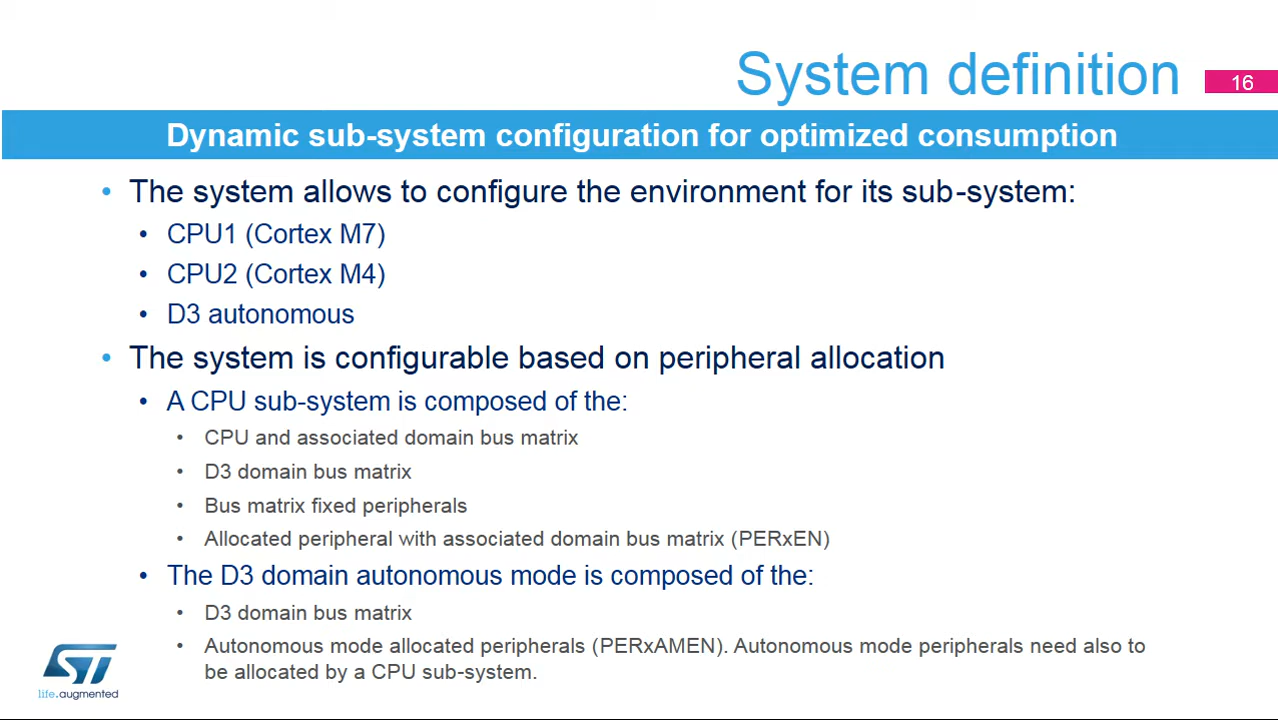 System definition
16
Dynamic sub-system configuration for optimized consumption
• The system allows to configure the environment for its sub-system:
• CPU1 (Cortex M7)
• CPU2 (Cortex M4)
• D3 autonomous
• The system is configurable based on peripheral allocation
• A CPU sub-system is composed of the:
• CPU and associated domain bus matrix
• D3 domain bus matrix
• Bus matrix fixed peripherals
• Allocated peripheral with associated domain bus matrix (PERxEN)
• The D3 domain autonomous mode is composed of the:
• D3 domain bus matrix
• Autonomous mode allocated peripherals (PERxAMEN). Autonomous mode peripherals need also to
be allocated by a CPU sub-system.
ST
life.augmented